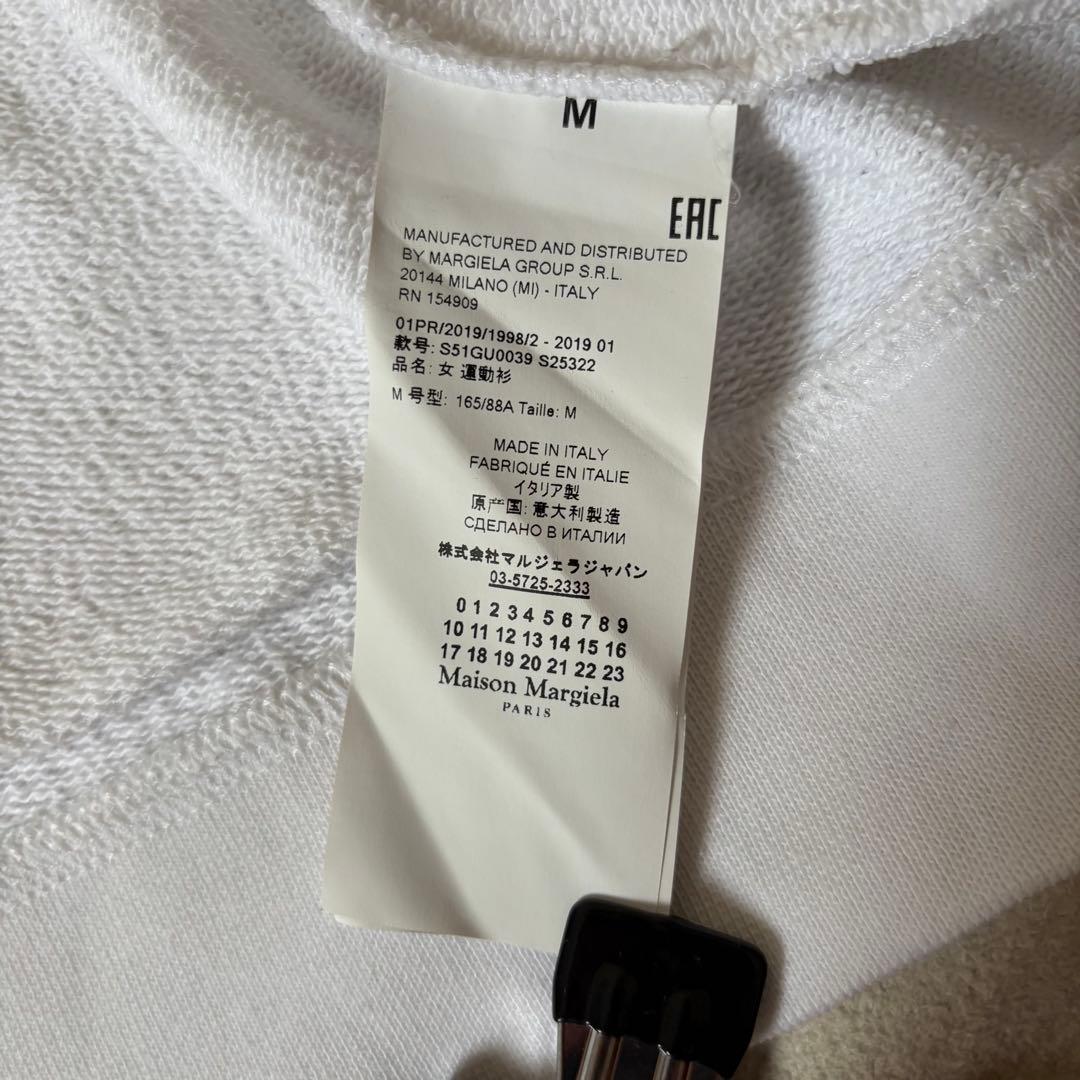 M
EAC
MANUFACTURED AND DISTRIBUTED
BY MARGIELA GROUP S.R.L.
20144 MILANO (MI) - ITALY
RN 154909
01PR/2019/1998/2 - 2019 01
款号: S51GU0039 S25322
品名: 女 運動衫
M 号型: 165/88A Taille: M
MADE IN ITALY
FABRIQUÉ EN ITALIE
イタリア製
原产国: 意大利製造
СДЕЛАНО В ИТАЛИИ
株式会社マルジェラジャパン
03-5725-2333
0 1 2 3 4 5 6 7 8 9
10 11 12 13 14 15 16
17 18 19 20 21 22 23
Maison Margiela
PARIS